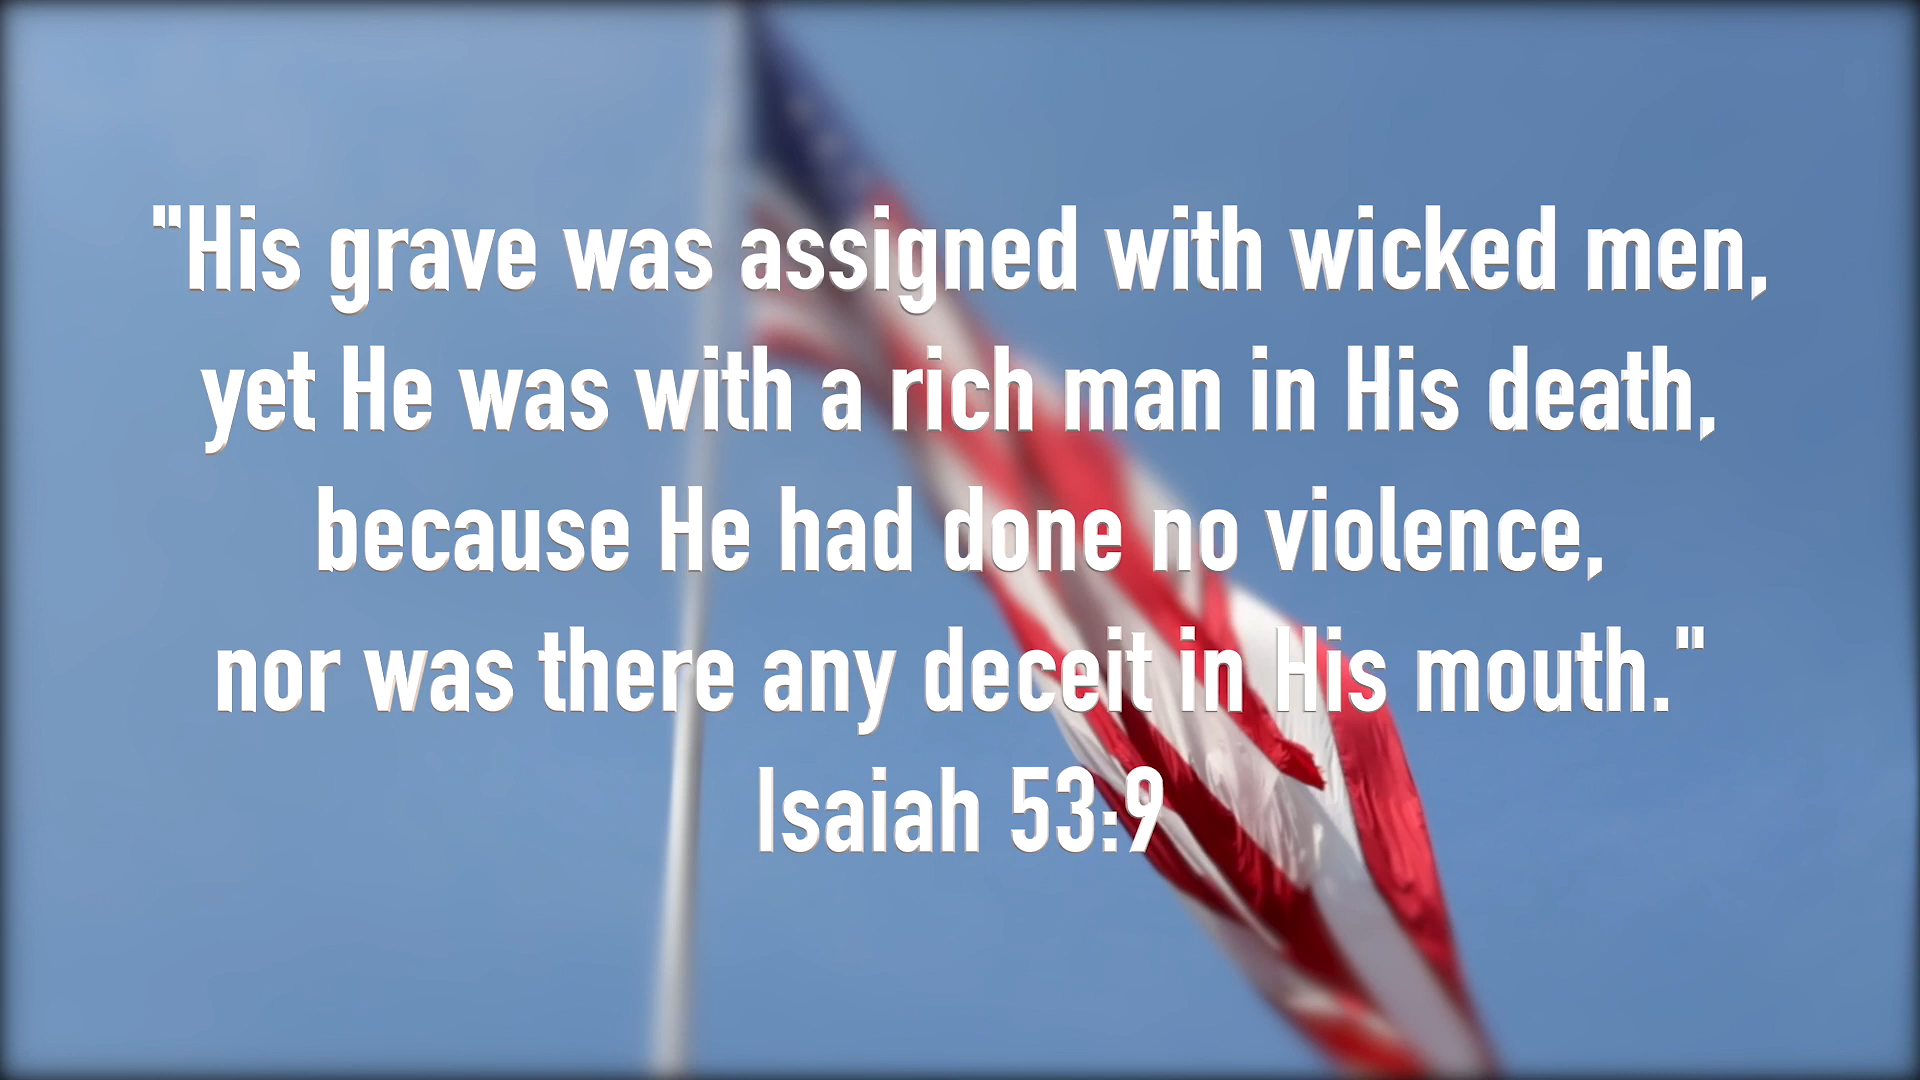 "His grave was assigned with wicked men,
yet He was with a rich man in His death,
because He had done no violence,
nor was there any deceit in His mouth."
Isaiah 53:9